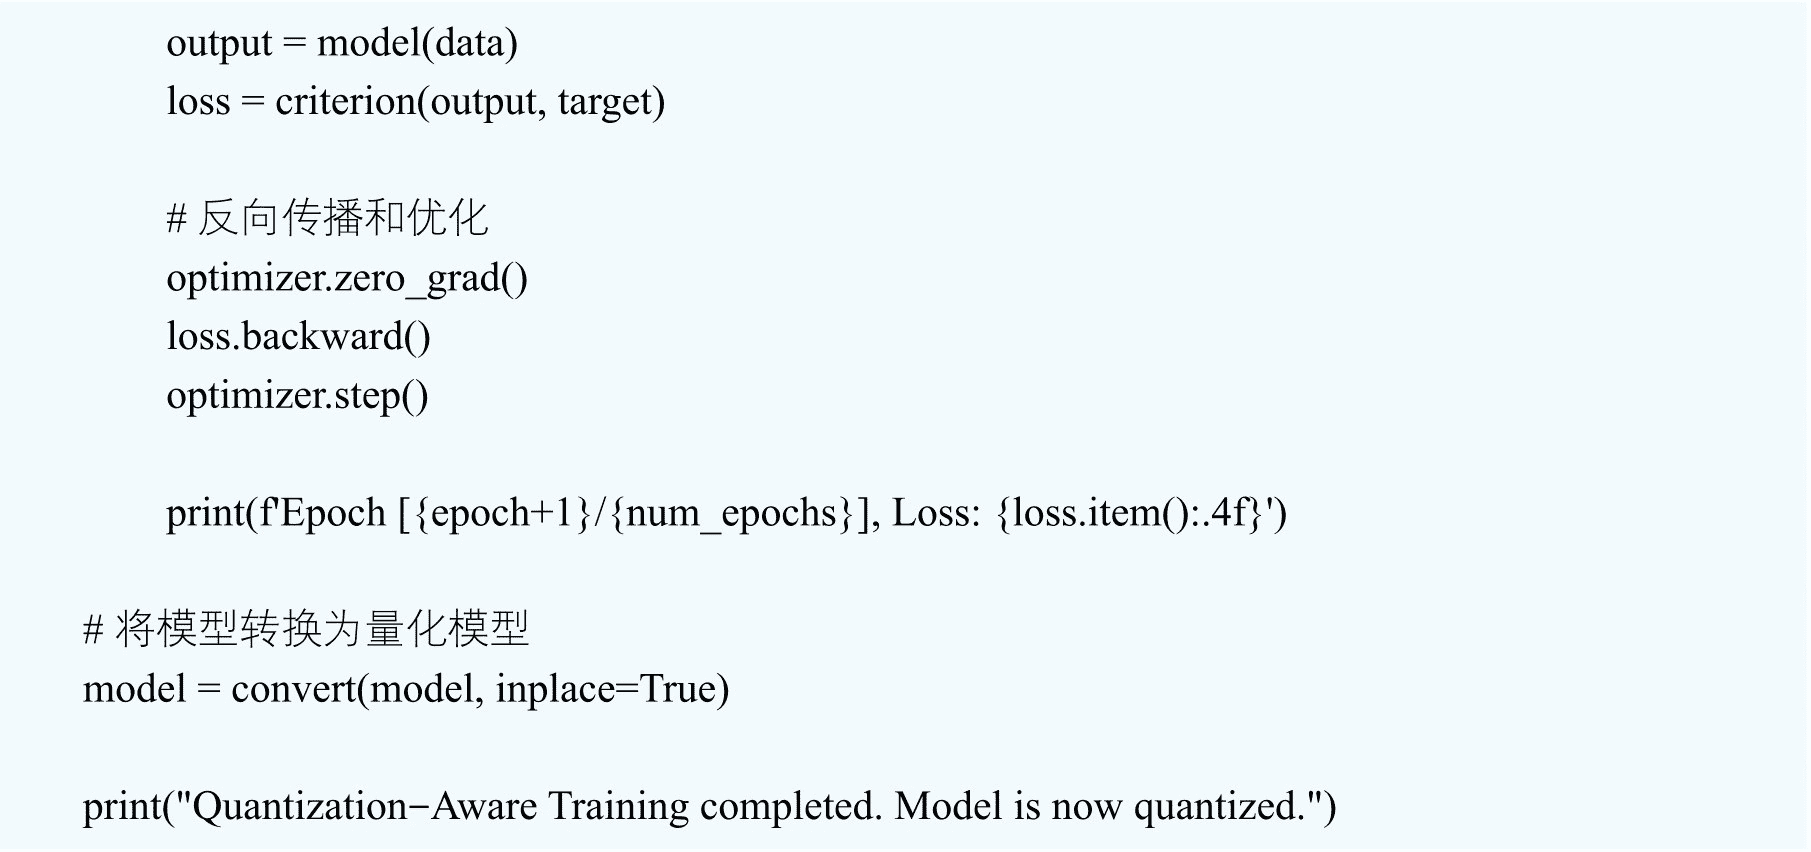 output = model(data)
loss = criterion(output, target)
# 反向传播和优化
optimizer.zero_grad()
loss.backward()
optimizer.step()
print(f'Epoch [{epoch+1}/{num_epochs}], Loss: {loss.item():.4f}')
# 将模型转换为量化模型
model = convert(model, inplace=True)
print("Quantization−Aware Training completed. Model is now quantized.")